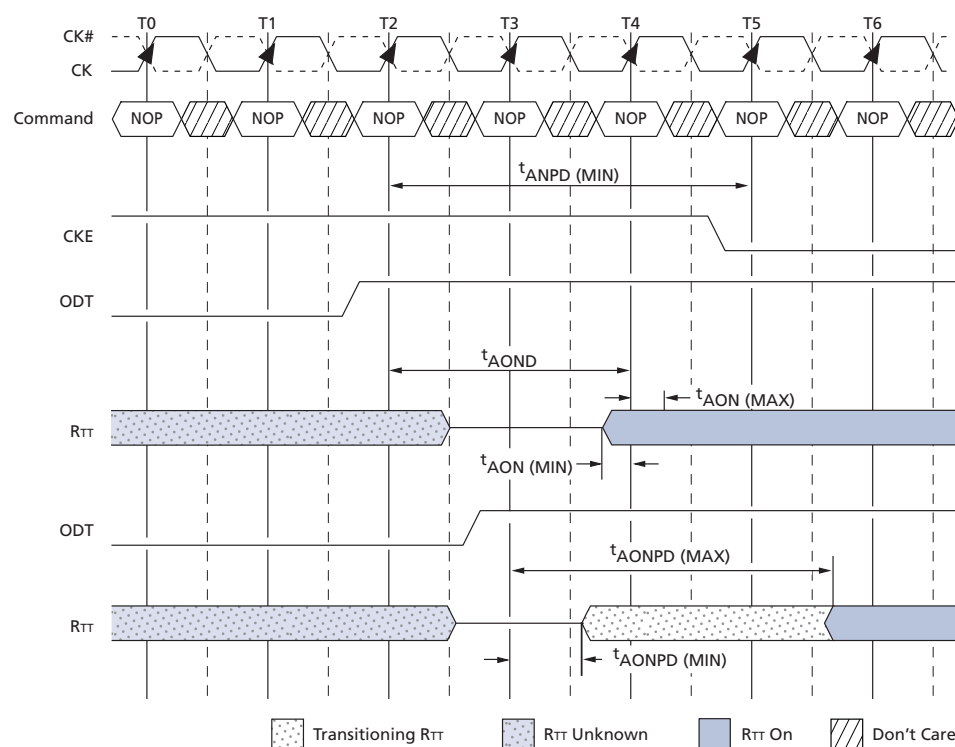 T0 T1 T2 T3 T4 T5 T6
CK#
CK
Command NOP NOP NOP NOP NOP NOP NOP
tANPD (MIN)
CKE
ODT
tAOND
tAON (MAX)
RTT
tAON (MIN)
ODT
tAONPD (MAX)
RTT
tAONPD (MIN)
Transitioning RTT RTT Unknown RTT On Don't Care